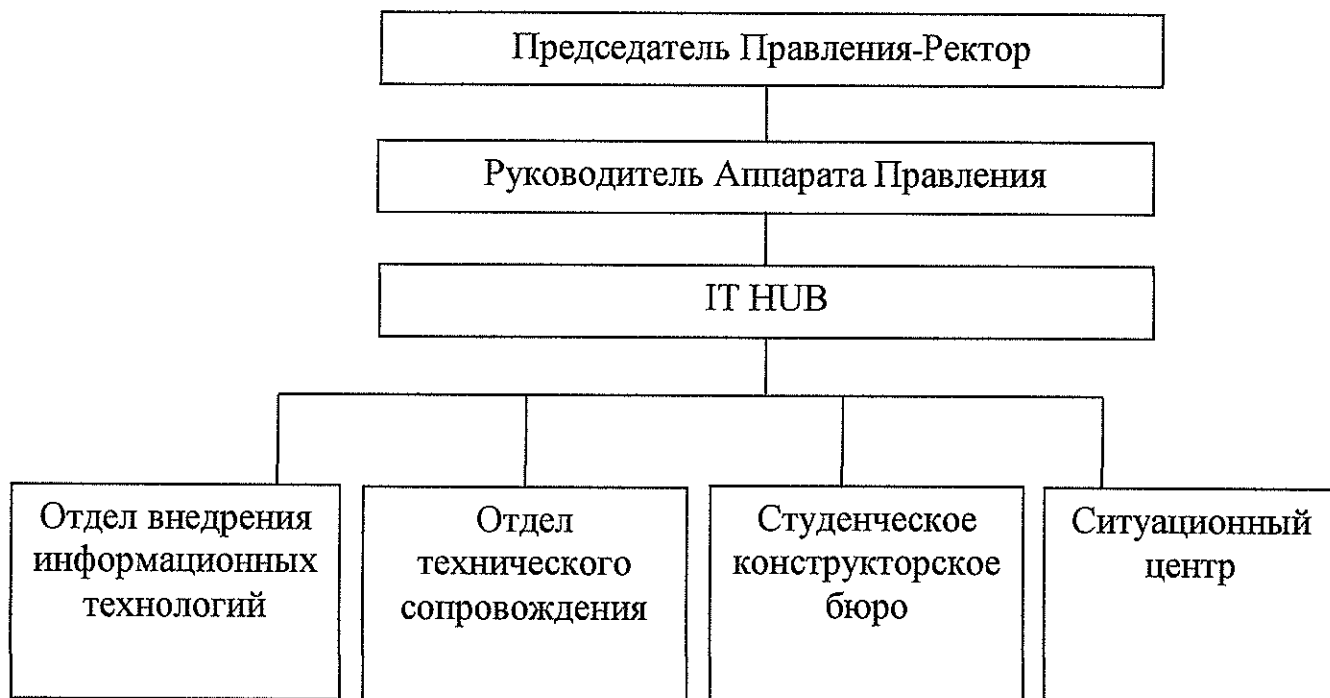 Председатель Правления-Ректор
Руководитель Аппарата Правления
IT HUB
Отдел внедрения
информационных
технологий
Отдел
технического
сопровождения
Студенческое
конструкторское
бюро
Ситуационный
центр